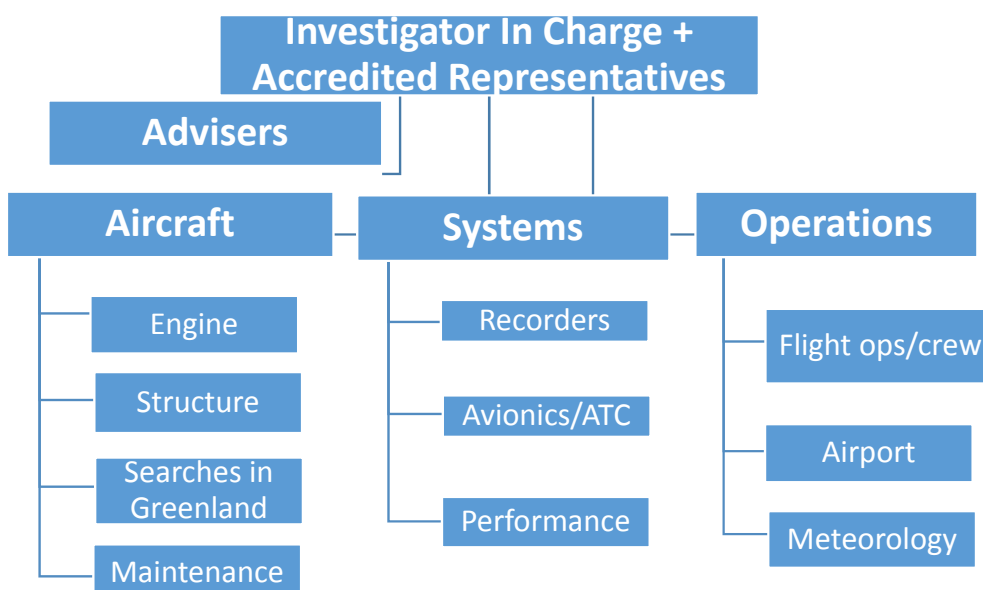 Investigator In Charge +
Accredited Representatives
Advisers
Aircraft
Systems
Operations
Engine
Structure
Searches in
Greenland
Maintenance
Recorders
Avionics/ATC
Performance
Flight ops/crew
Airport
Meteorology